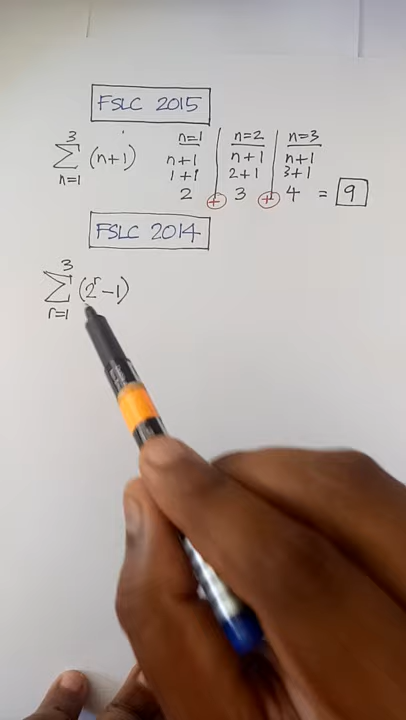 FSLC 2015
3 n=1 n=2 n=3
∑ (n+1) n+1 n+1 n+1
n=1 1+1 2+1 3+1
2 + 3 + 4 = 9
FSLC 2014
3
∑ (2^r − 1)
r=1